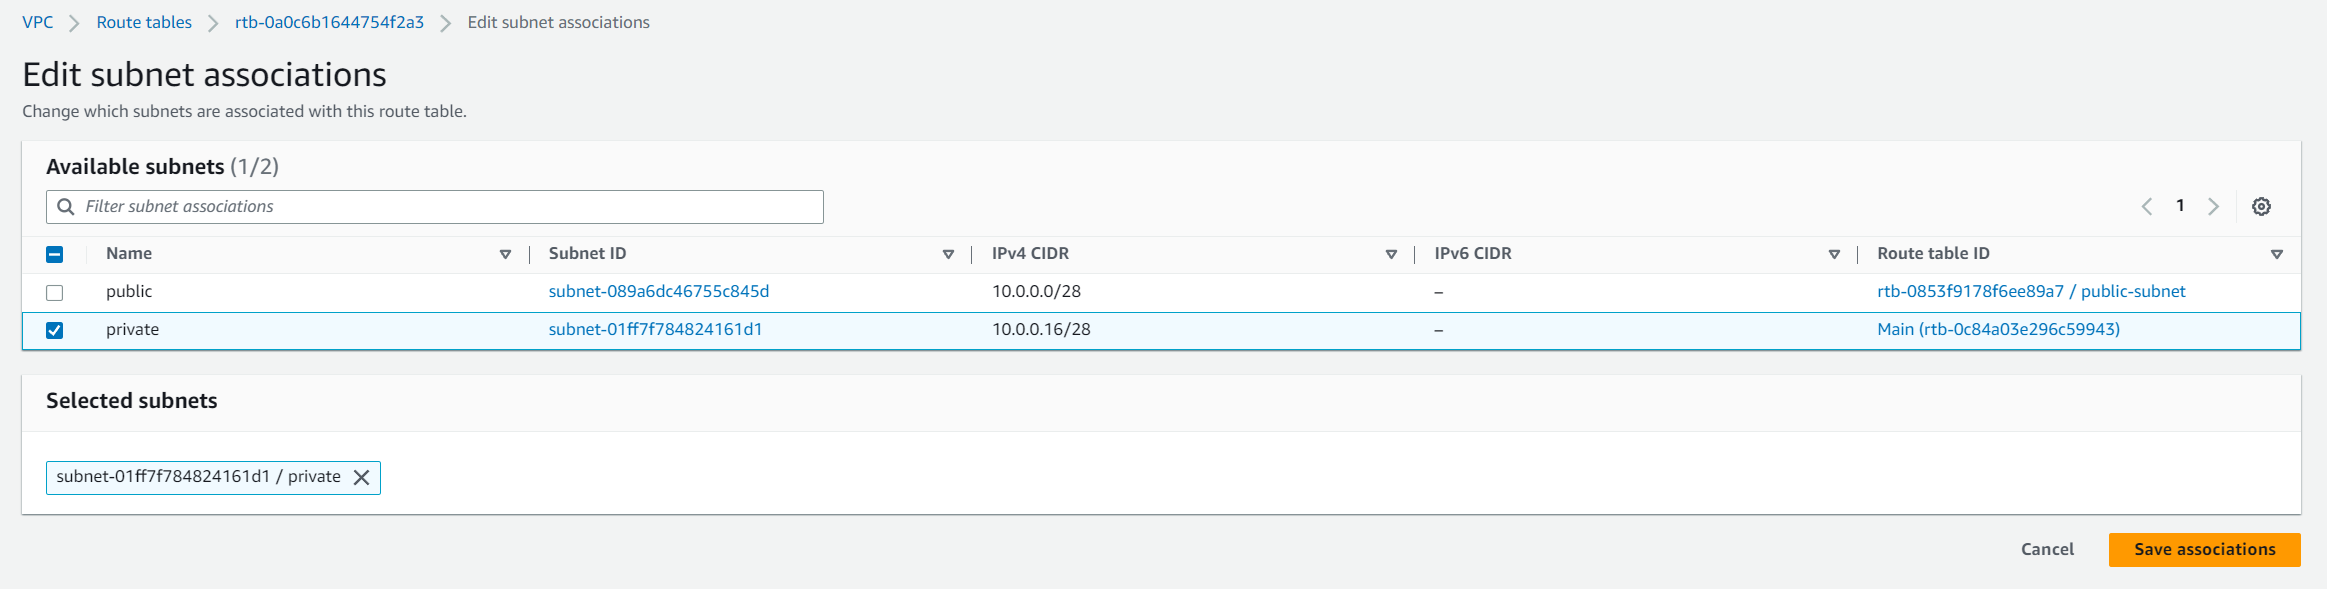 VPC > Route tables > rtb-0a0c6b1644754f2a3 > Edit subnet associations
Edit subnet associations
Change which subnets are associated with this route table.
Available subnets (1/2)
Filter subnet associations
1
Name Subnet ID IPv4 CIDR IPv6 CIDR Route table ID
public subnet-089a6dc46755c845d 10.0.0.0/28 – rtb-0853f9178f6ee89a7 / public-subnet
private subnet-01ff7f784824161d1 10.0.0.16/28 – Main (rtb-0c84a03e296c59943)
Selected subnets
subnet-01ff7f784824161d1 / private
Cancel Save associations